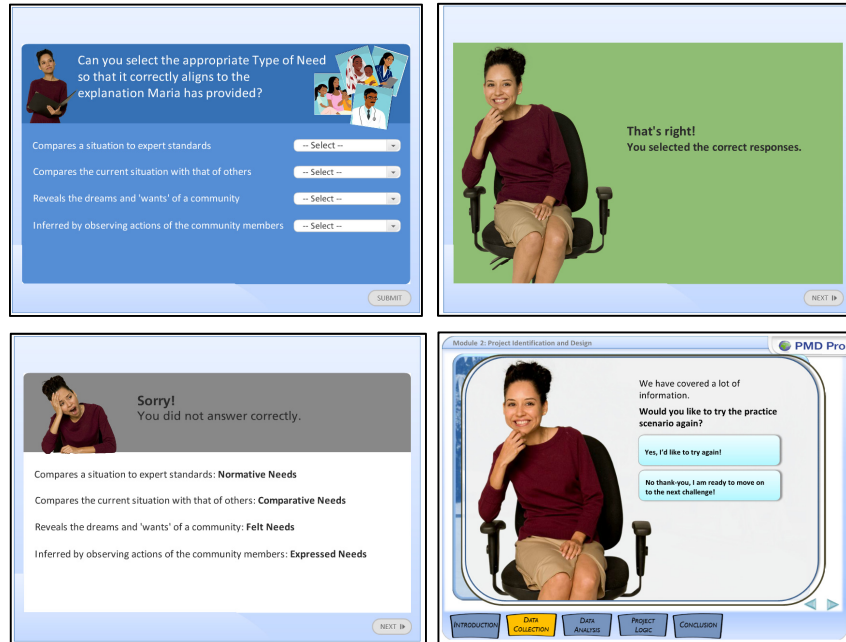 Can you select the appropriate Type of Need
so that it correctly aligns to the
explanation Maria has provided?
Compares a situation to expert standards
-- Select --
Compares the current situation with that of others
-- Select --
Reveals the dreams and 'wants' of a community
-- Select --
Inferred by observing actions of the community members
-- Select --
SUBMIT
That's right!
You selected the correct responses.
NEXT
Sorry!
You did not answer correctly.
Compares a situation to expert standards: Normative Needs
Compares the current situation with that of others: Comparative Needs
Reveals the dreams and 'wants' of a community: Felt Needs
Inferred by observing actions of the community members: Expressed Needs
NEXT
Module 2: Project Identification and Design
PMD Pro
We have covered a lot of
information.
Would you like to try the practice
scenario again?
Yes, I'd like to try again!
No thank-you, I am ready to move on
to the next challenge!
INTRODUCTION
DATA
COLLECTION
DATA
ANALYSIS
PROJECT
LOGIC
CONCLUSION